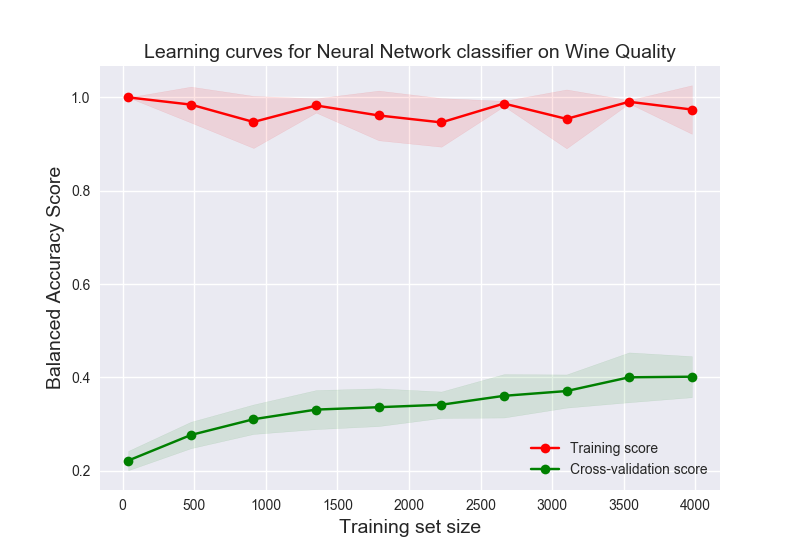 Learning curves for Neural Network classifier on Wine Quality
1.0
0.8
0.6
0.4
0.2
Balanced Accuracy Score
Training score
Cross-validation score
0 500 1000 1500 2000 2500 3000 3500 4000
Training set size